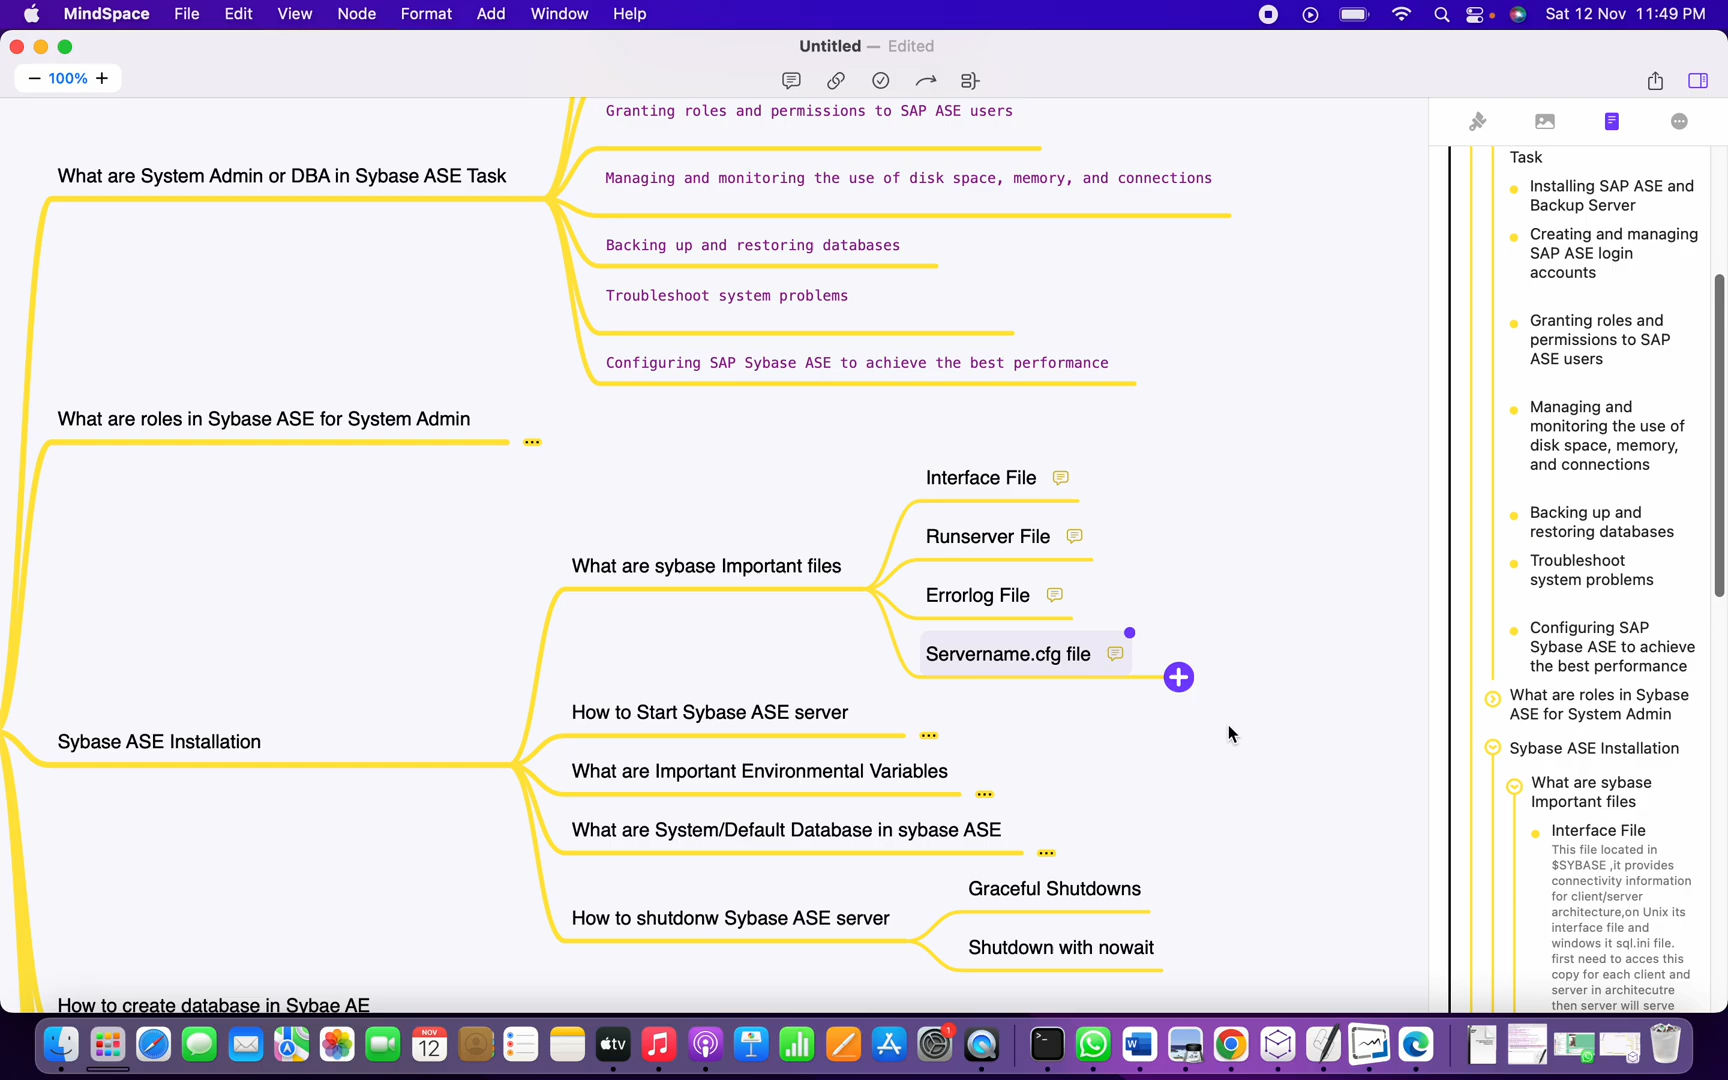 MindSpace File Edit View Node Format Add Window Help
Sat 12 Nov 11:49 PM
Untitled — Edited
100%
Granting roles and permissions to SAP ASE users
What are System Admin or DBA in Sybase ASE Task
Managing and monitoring the use of disk space, memory, and connections
Backing up and restoring databases
Troubleshoot system problems
Configuring SAP Sybase ASE to achieve the best performance
What are roles in Sybase ASE for System Admin
Interface File
Runserver File
What are sybase Important files
Errorlog File
Servername.cfg file
How to Start Sybase ASE server
Sybase ASE Installation
What are Important Environmental Variables
What are System/Default Database in sybase ASE
Graceful Shutdowns
How to shutdonw Sybase ASE server
Shutdown with nowait
How to create database in Sybae AE
Task
Installing SAP ASE and
Backup Server
Creating and managing
SAP ASE login
accounts
Granting roles and
permissions to SAP
ASE users
Managing and
monitoring the use of
disk space, memory,
and connections
Backing up and
restoring databases
Troubleshoot
system problems
Configuring SAP
Sybase ASE to achieve
the best performance
What are roles in Sybase
ASE for System Admin
Sybase ASE Installation
What are sybase
Important files
Interface File
This file located in
$SYBASE ,it provides
connectivity information
for client/server
architecture,on Unix its
interface file and
windows it sql.ini file.
first need to acces this
copy for each client and
server in architecutre
then server will serve
NOV
12
tv
1